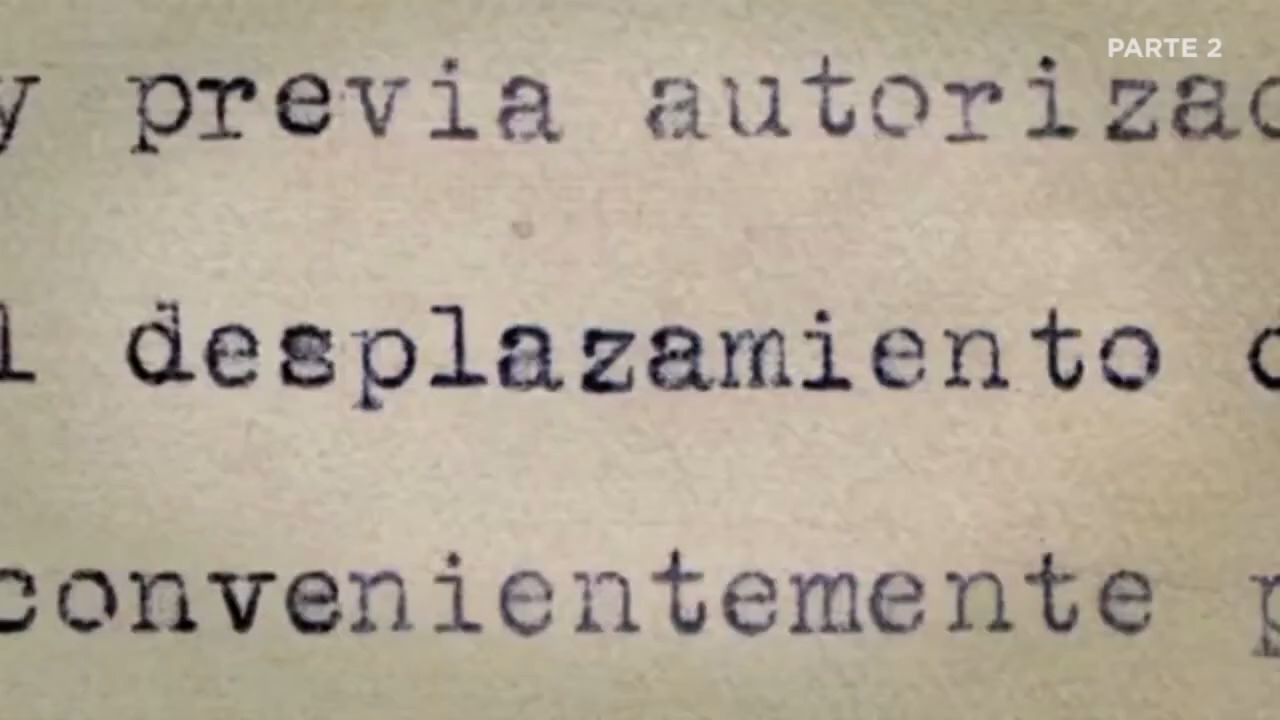 PARTE 2
y previa autorizac
l desplazamiento
convenientemente p